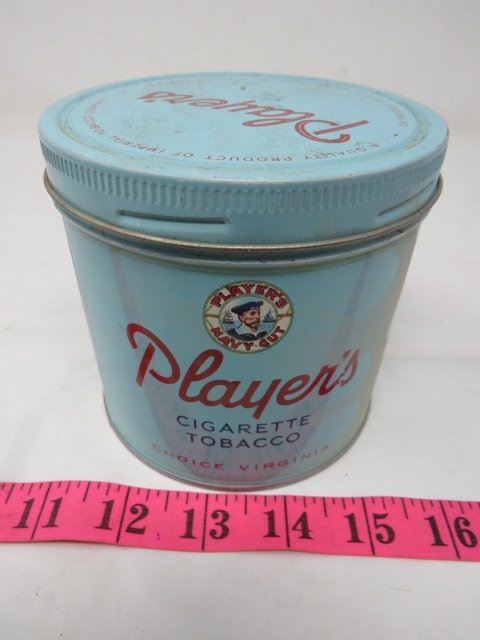 Player's
A QUALITY PRODUCT OF IMPERIAL TOBACCO
PLAYER'S
NAVY CUT
Player's
CIGARETTE
TOBACCO
CHOICE VIRGINIA
11 12 13 14 15 16